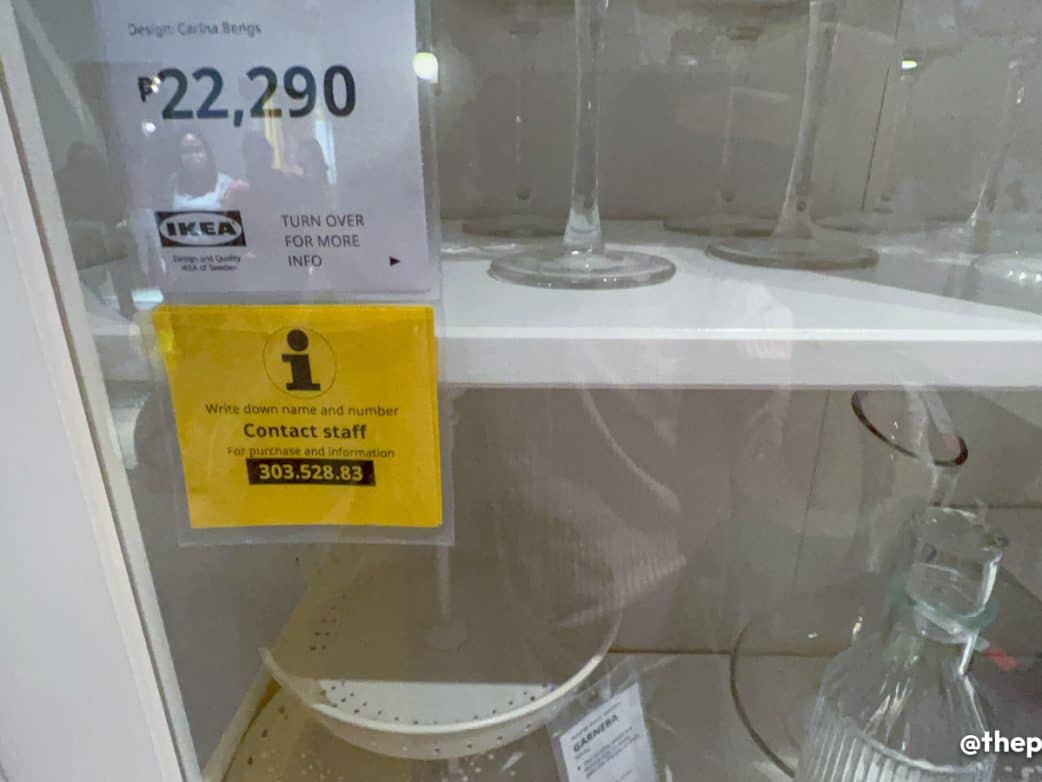 Design: Carina Bengs
₱22,290
IKEA
Design and Quality
IKEA of Sweden
TURN OVER
FOR MORE
INFO
i
Write down name and number
Contact staff
For purchase and information
303.528.83
GARNERA
@thep